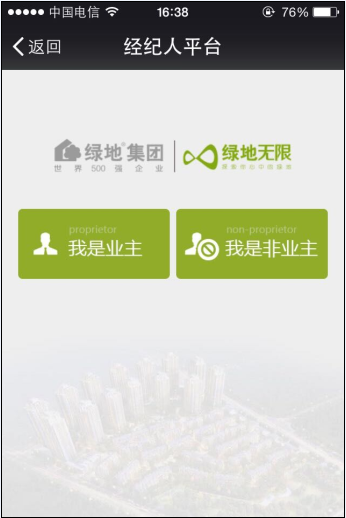 中国电信 16:38 76%
返回 经纪人平台
绿地®集团 绿地无限
世界500强企业
proprietor non-proprietor
我是业主 我是非业主